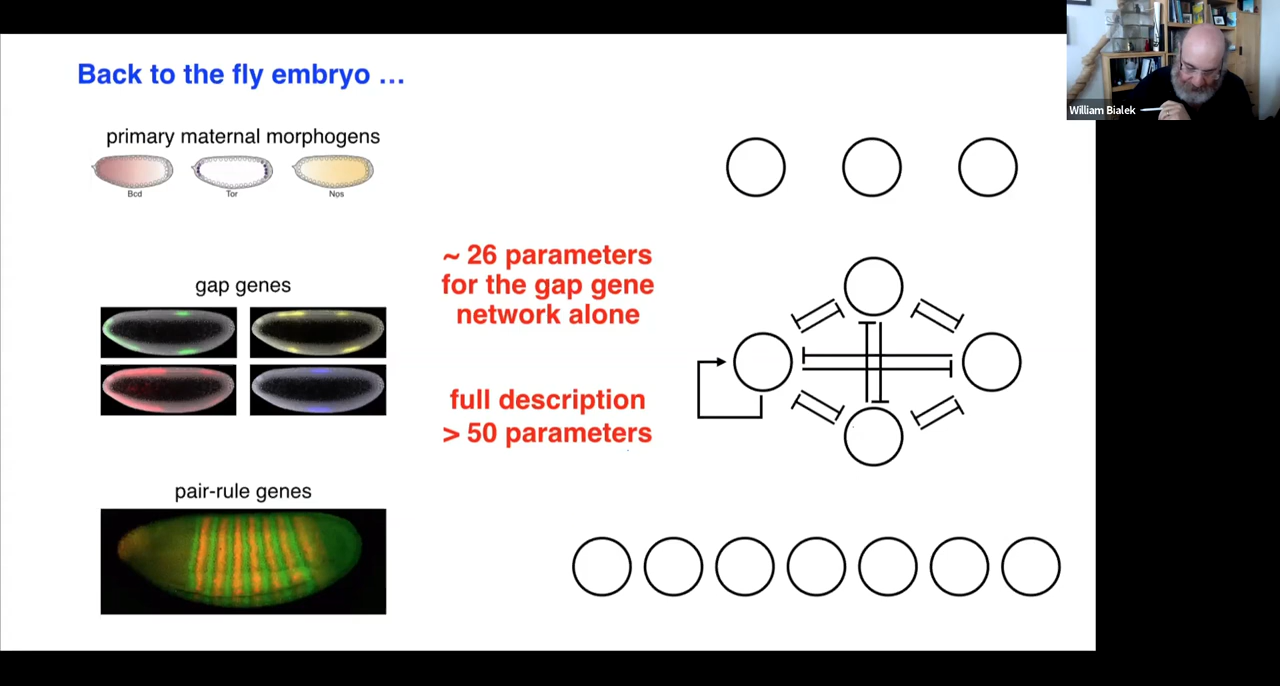 Back to the fly embryo …
William Bialek
primary maternal morphogens
Bcd
Tor
Nos
~ 26 parameters
for the gap gene
network alone
gap genes
full description
> 50 parameters
pair-rule genes